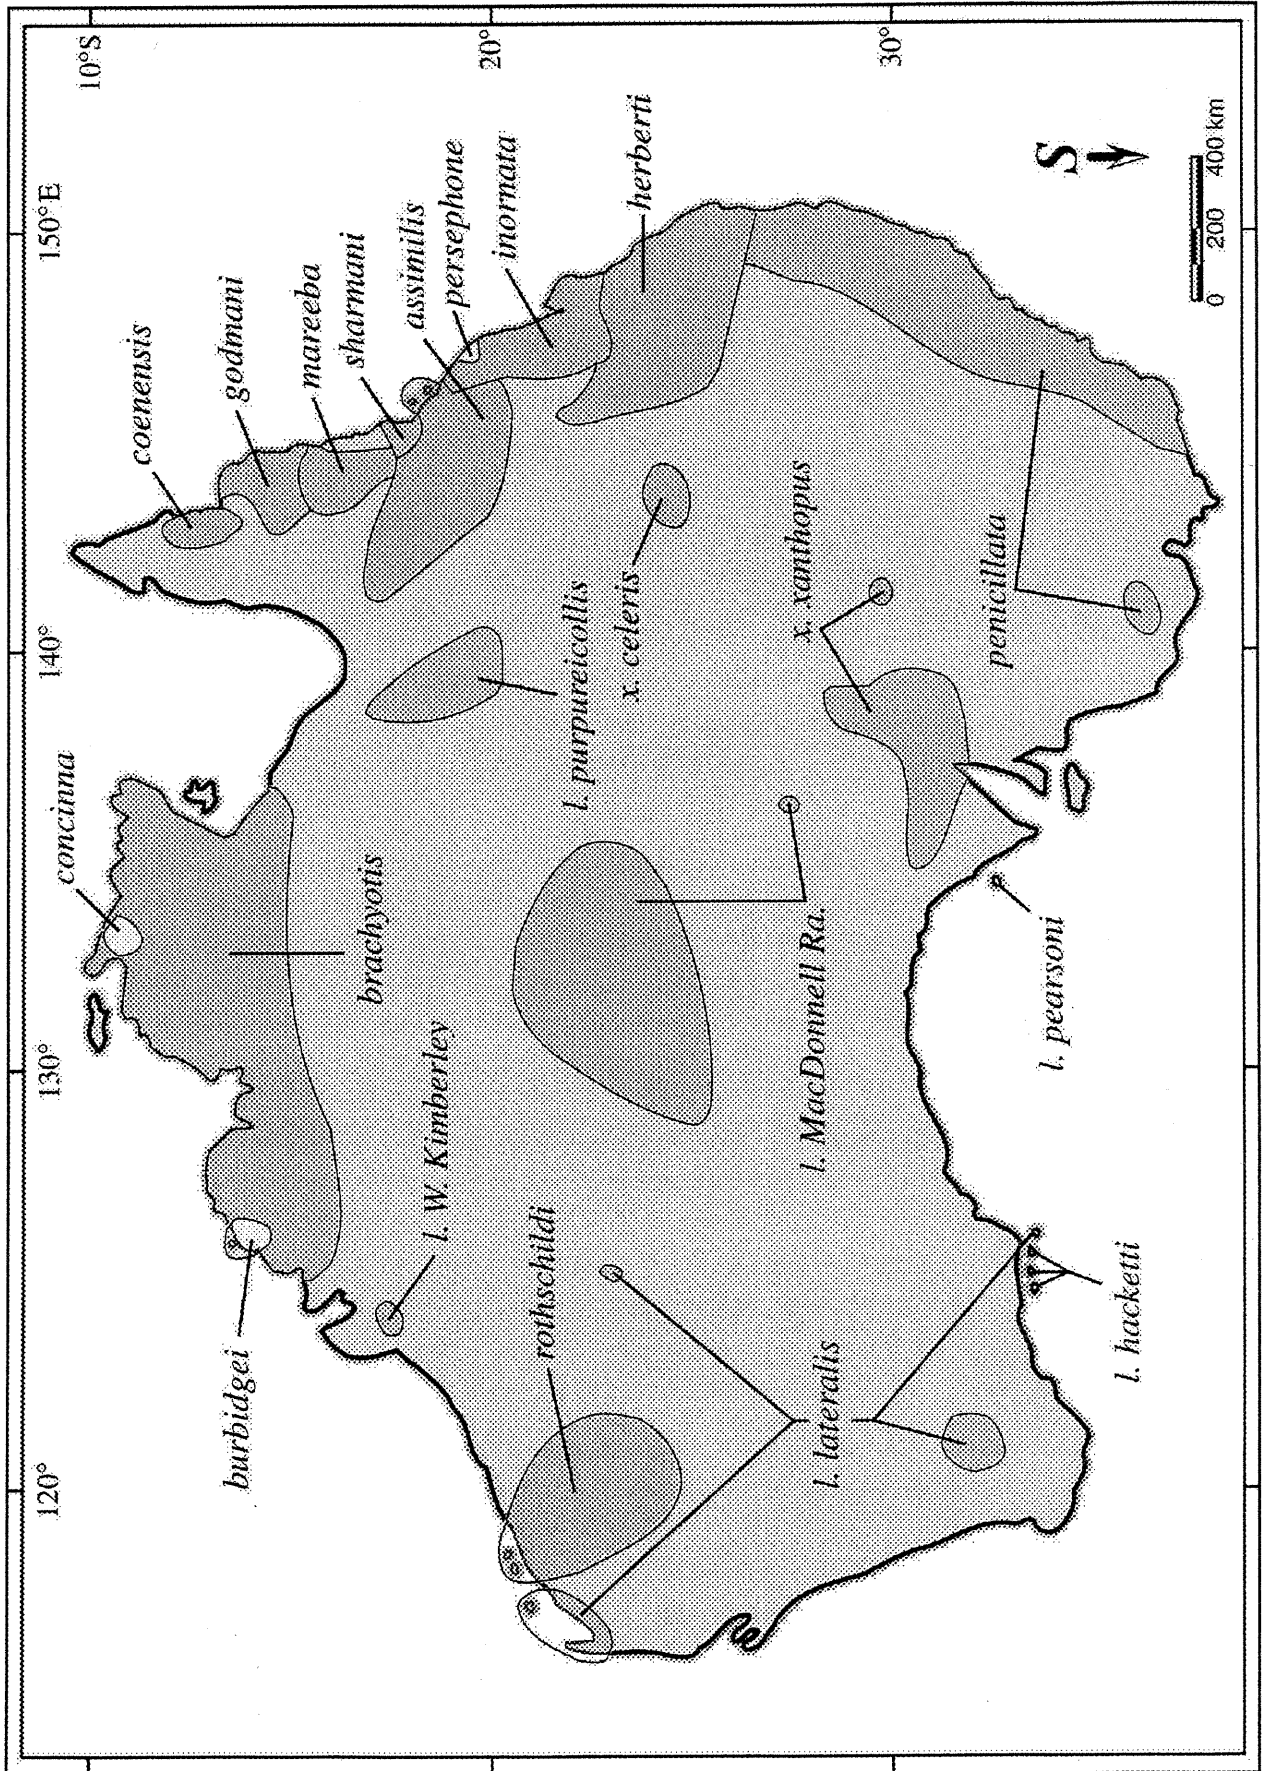 120°
130°
140°
150° E
10°S
20°
30°
concinna
coenensis
godmani
mareeba
sharmani
assimilis
persephone
inornata
herberti
burbidgei
brachyotis
l. W. Kimberley
rothschildi
l. purpureicollis
x. celeris
x. xanthopus
l. MacDonnell Ra.
l. lateralis
penicillata
l. pearsoni
l. hacketti
S
0 200 400 km